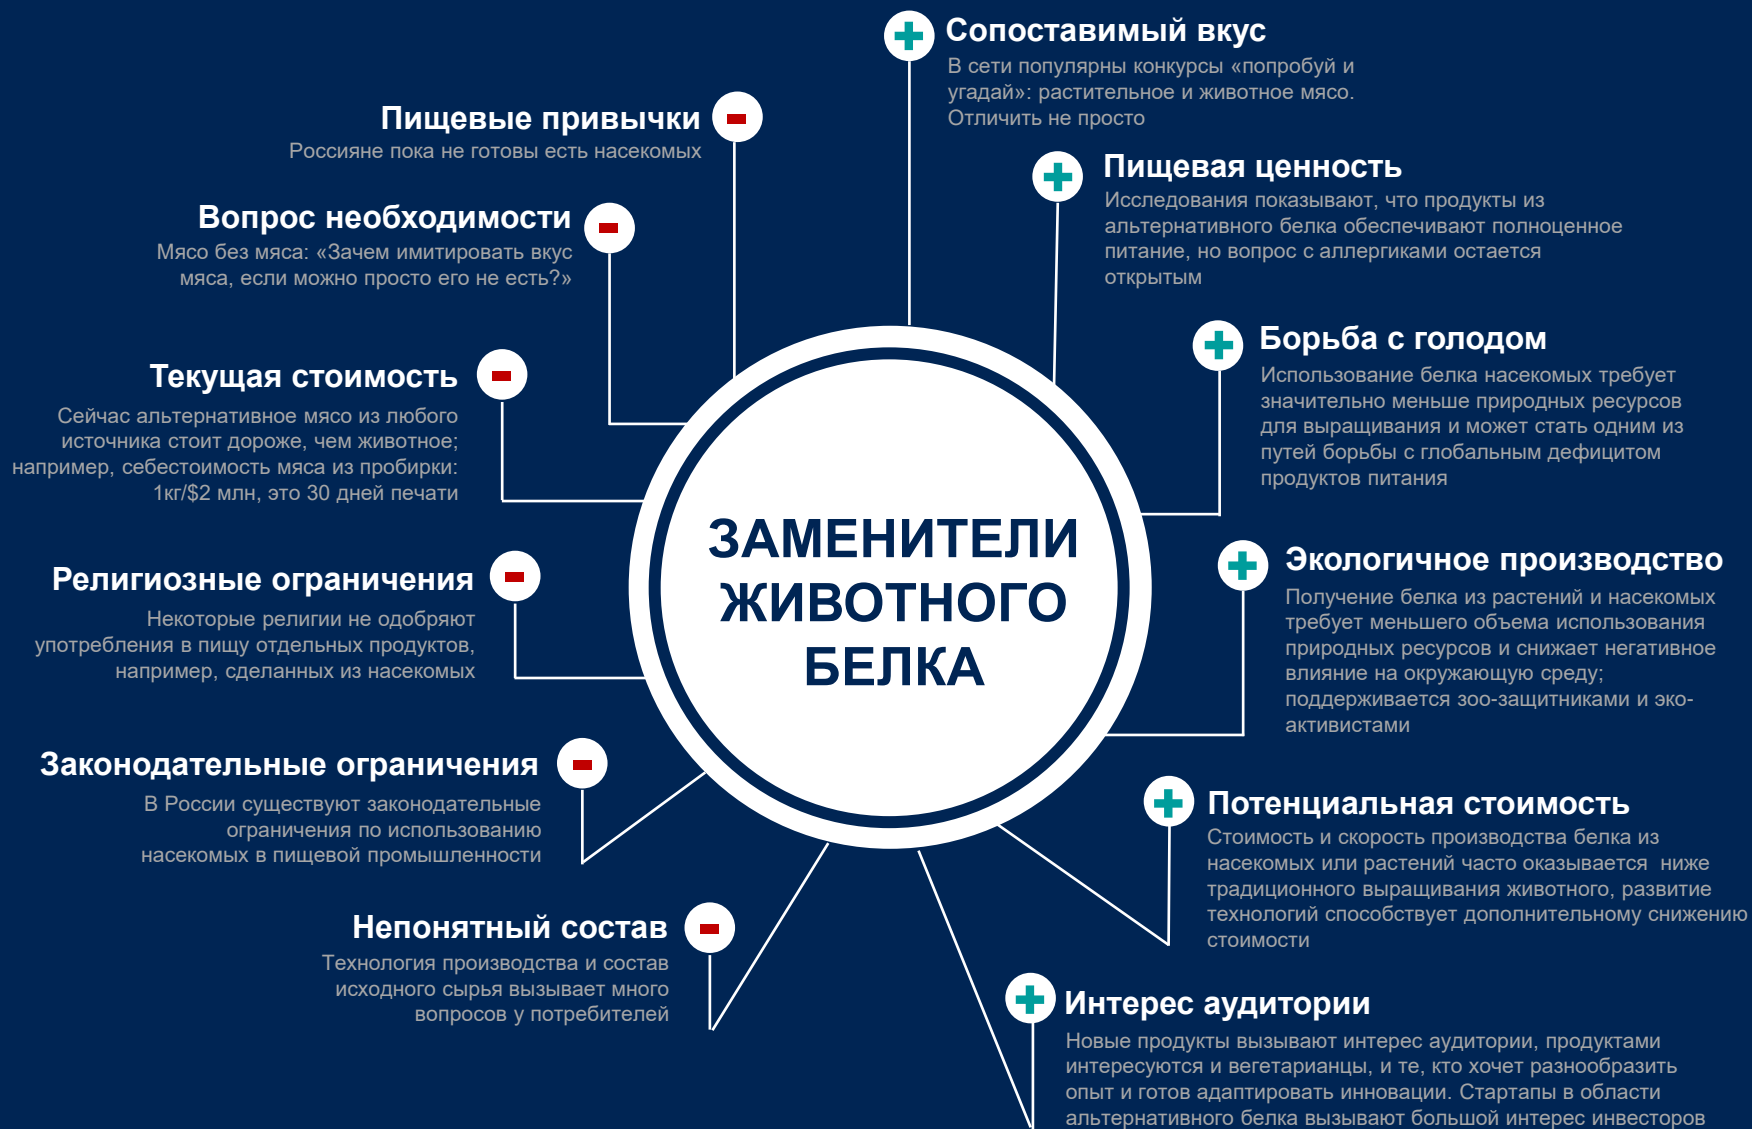 ЗАМЕНИТЕЛИ
ЖИВОТНОГО
БЕЛКА
Пищевые привычки
Россияне пока не готовы есть насекомых
Вопрос необходимости
Мясо без мяса: «Зачем имитировать вкус
мяса, если можно просто его не есть?»
Текущая стоимость
Сейчас альтернативное мясо из любого
источника стоит дороже, чем животное;
например, себестоимость мяса из пробирки:
1кг/$2 млн, это 30 дней печати
Религиозные ограничения
Некоторые религии не одобряют
употребления в пищу отдельных продуктов,
например, сделанных из насекомых
Законодательные ограничения
В России существуют законодательные
ограничения по использованию
насекомых в пищевой промышленности
Непонятный состав
Технология производства и состав
исходного сырья вызывает много
вопросов у потребителей
Сопоставимый вкус
В сети популярны конкурсы «попробуй и
угадай»: растительное и животное мясо.
Отличить не просто
Пищевая ценность
Исследования показывают, что продукты из
альтернативного белка обеспечивают полноценное
питание, но вопрос с аллергиками остается
открытым
Борьба с голодом
Использование белка насекомых требует
значительно меньше природных ресурсов
для выращивания и может стать одним из
путей борьбы с глобальным дефицитом
продуктов питания
Экологичное производство
Получение белка из растений и насекомых
требует меньшего объема использования
природных ресурсов и снижает негативное
влияние на окружающую среду;
поддерживается зоо-защитниками и эко-
активистами
Потенциальная стоимость
Стоимость и скорость производства белка из
насекомых или растений часто оказывается  ниже
традиционного выращивания животного, развитие
технологий способствует дополнительному снижению
стоимости
Интерес аудитории
Новые продукты вызывают интерес аудитории, продуктами
интересуются и вегетарианцы, и те, кто хочет разнообразить
опыт и готов адаптировать инновации. Стартапы в области
альтернативного белка вызывают большой интерес инвесторов